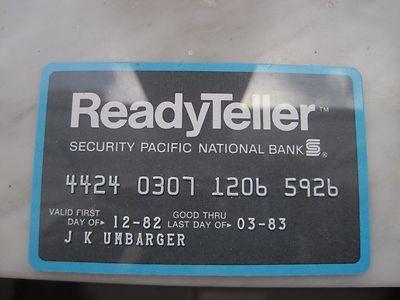 ReadyTeller™
SECURITY PACIFIC NATIONAL BANK S®
4424 0307 1206 5926
VALID FIRST DAY OF▸ 12-82 GOOD THRU LAST DAY OF▸ 03-83
J K UMBARGER